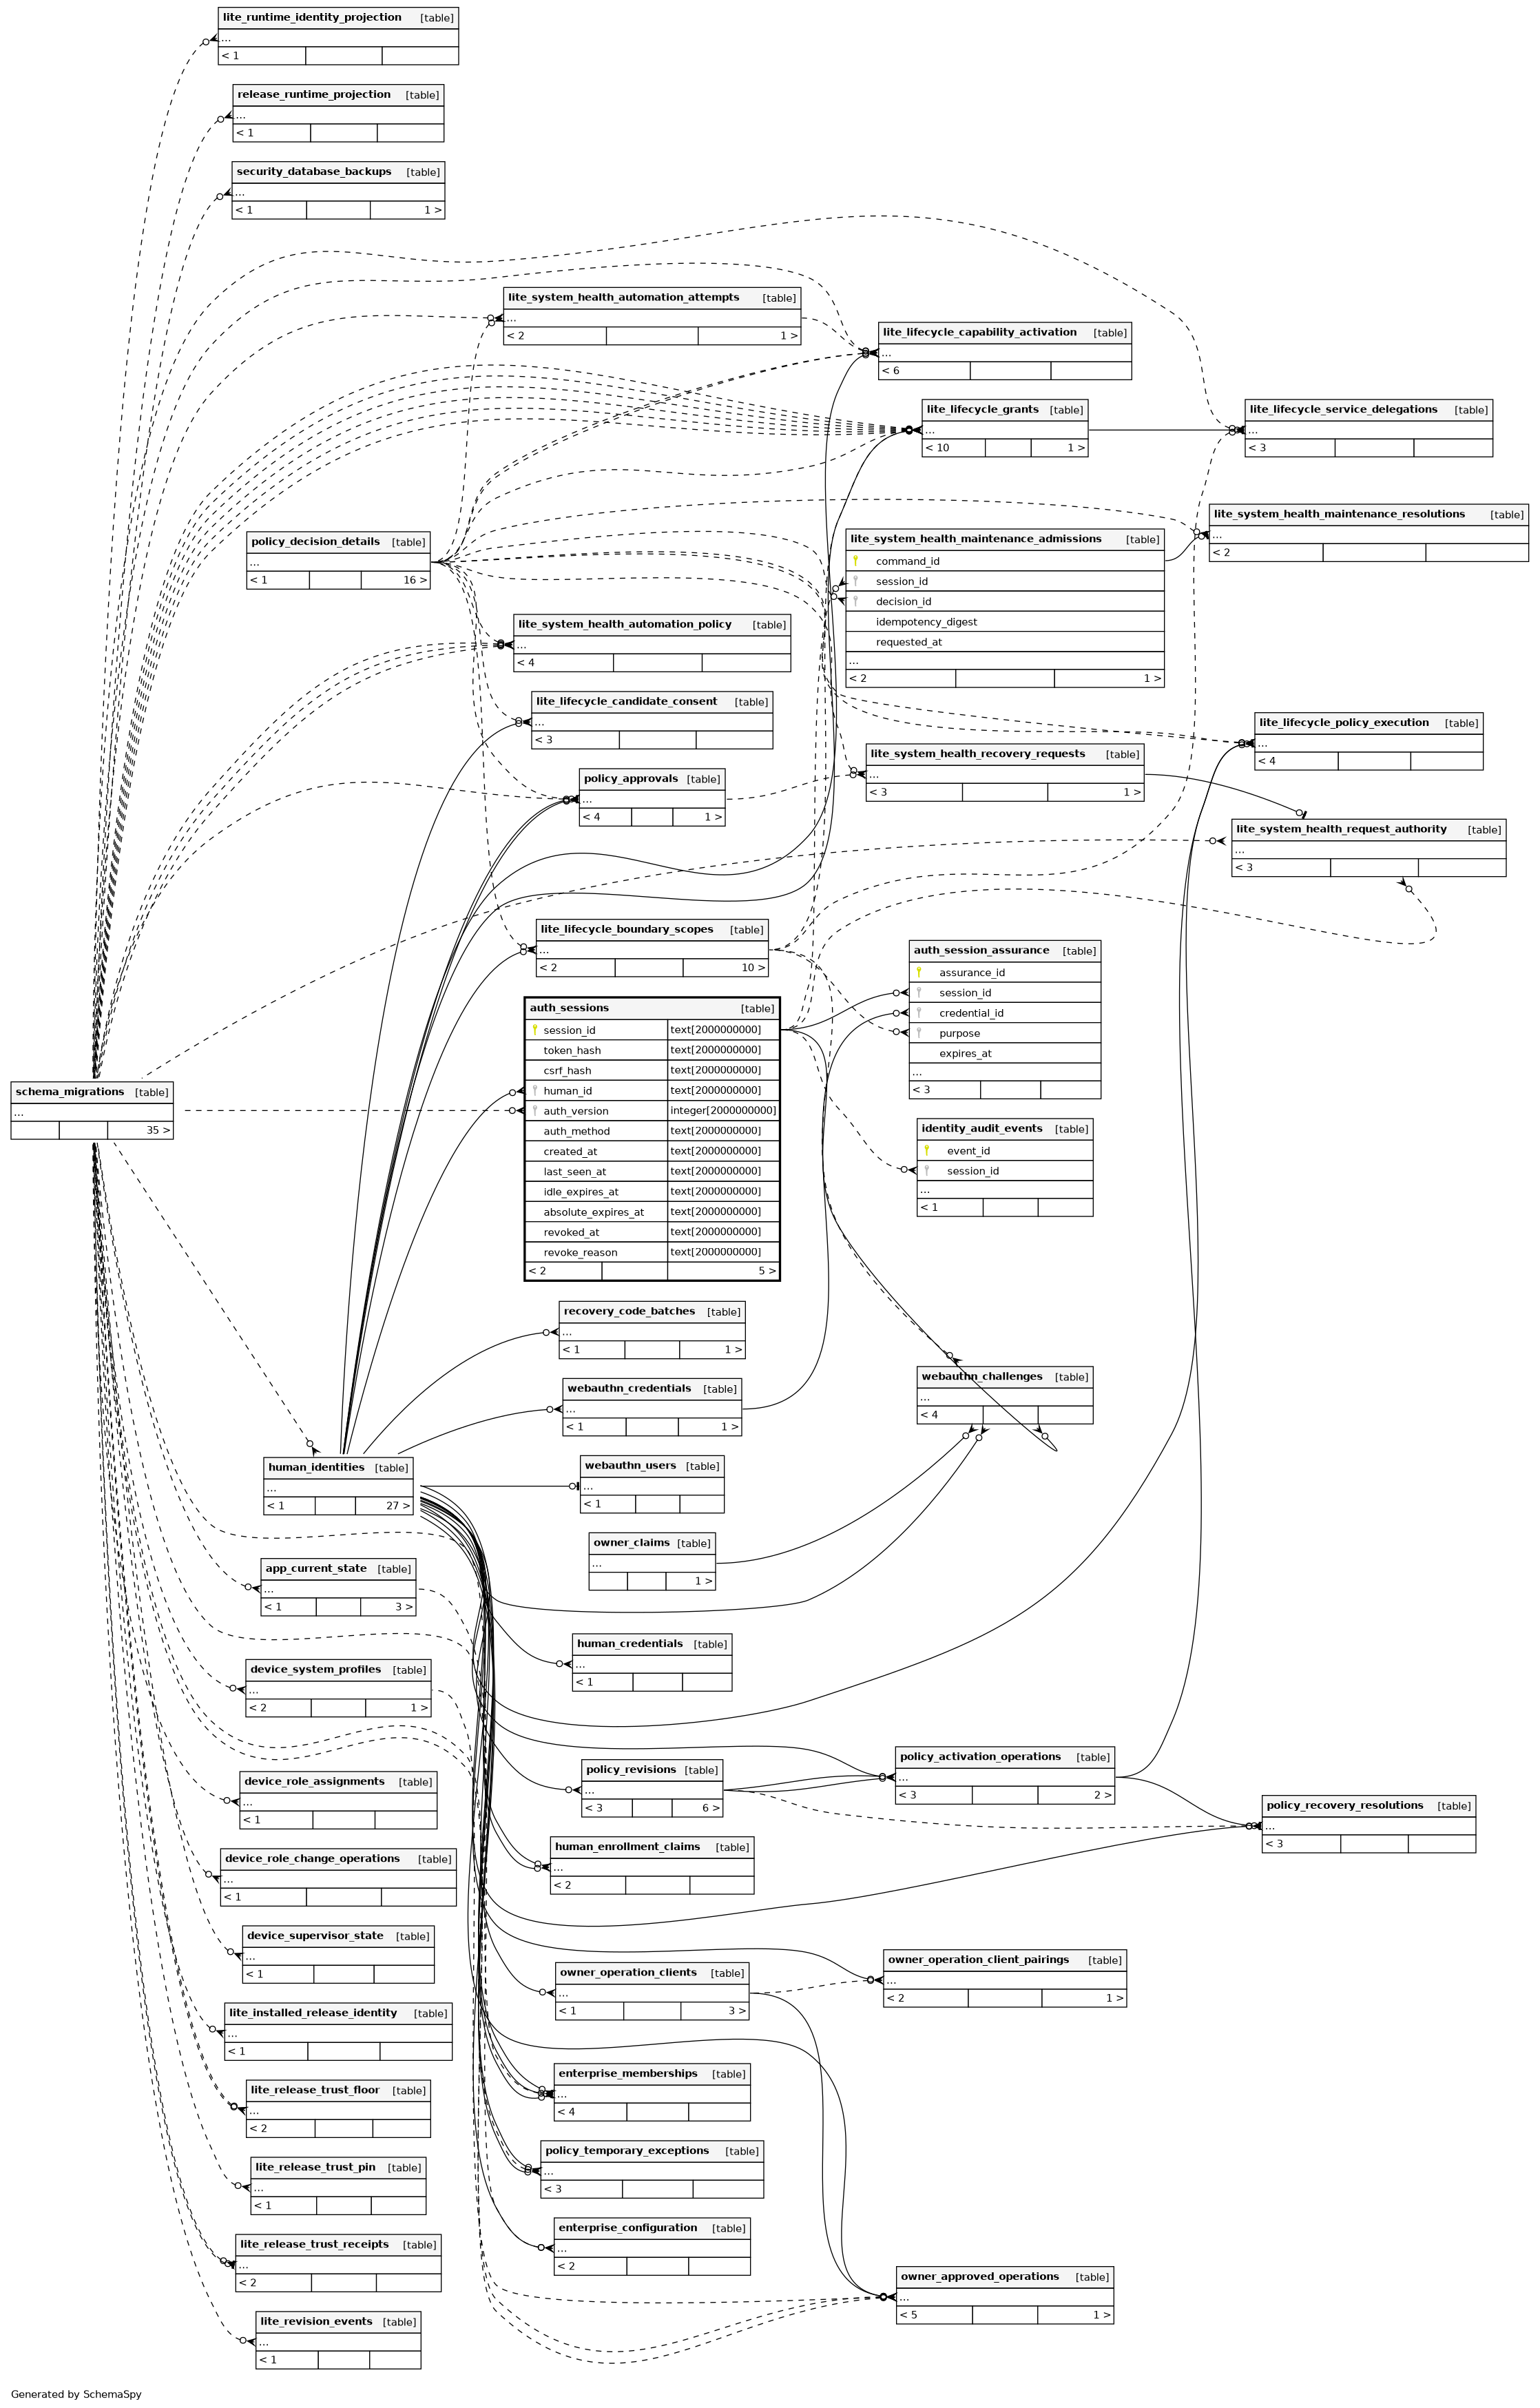 lite_runtime_identity_projection [table]
...
< 1
release_runtime_projection [table]
...
< 1
security_database_backups [table]
...
< 1 1 >
lite_system_health_automation_attempts [table]
...
< 2 1 >
lite_lifecycle_capability_activation [table]
...
< 6
lite_lifecycle_grants [table]
...
< 10 1 >
lite_lifecycle_service_delegations [table]
...
< 3
lite_system_health_maintenance_resolutions [table]
...
< 2
policy_decision_details [table]
...
< 1 16 >
lite_system_health_maintenance_admissions [table]
command_id
session_id
decision_id
idempotency_digest
requested_at
...
< 2 1 >
lite_system_health_automation_policy [table]
...
< 4
lite_lifecycle_candidate_consent [table]
...
< 3
lite_lifecycle_policy_execution [table]
...
< 4
lite_system_health_recovery_requests [table]
...
< 3 1 >
policy_approvals [table]
...
< 4 1 >
lite_system_health_request_authority [table]
...
< 3
lite_lifecycle_boundary_scopes [table]
...
< 2 10 >
auth_session_assurance [table]
assurance_id
session_id
credential_id
purpose
expires_at
...
< 3
auth_sessions [table]
session_id text[2000000000]
token_hash text[2000000000]
csrf_hash text[2000000000]
human_id text[2000000000]
auth_version integer[2000000000]
auth_method text[2000000000]
created_at text[2000000000]
last_seen_at text[2000000000]
idle_expires_at text[2000000000]
absolute_expires_at text[2000000000]
revoked_at text[2000000000]
revoke_reason text[2000000000]
< 2 5 >
schema_migrations [table]
...
35 >
identity_audit_events [table]
event_id
session_id
...
< 1
recovery_code_batches [table]
...
< 1 1 >
webauthn_credentials [table]
...
< 1 1 >
webauthn_challenges [table]
...
< 4
human_identities [table]
...
< 1 27 >
webauthn_users [table]
...
< 1
owner_claims [table]
...
1 >
app_current_state [table]
...
< 1 3 >
human_credentials [table]
...
< 1
device_system_profiles [table]
...
< 2 1 >
policy_revisions [table]
...
< 3 6 >
policy_activation_operations [table]
...
< 3 2 >
device_role_assignments [table]
...
< 1
policy_recovery_resolutions [table]
...
< 3
human_enrollment_claims [table]
...
< 2
device_role_change_operations [table]
...
< 1
device_supervisor_state [table]
...
< 1
owner_operation_client_pairings [table]
...
< 2 1 >
owner_operation_clients [table]
...
< 1 3 >
lite_installed_release_identity [table]
...
< 1
enterprise_memberships [table]
...
< 4
lite_release_trust_floor [table]
...
< 2
policy_temporary_exceptions [table]
...
< 3
lite_release_trust_pin [table]
...
< 1
enterprise_configuration [table]
...
< 2
lite_release_trust_receipts [table]
...
< 2
owner_approved_operations [table]
...
< 5 1 >
lite_revision_events [table]
...
< 1
Generated by SchemaSpy